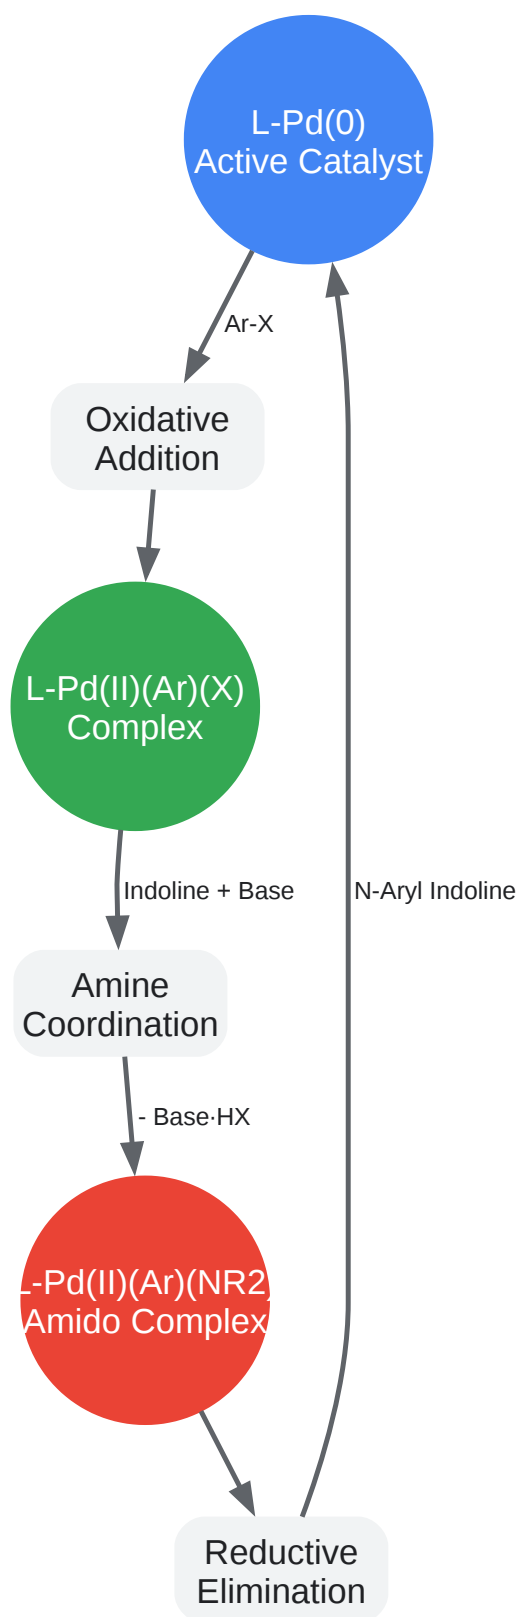 L-Pd(0)
Active Catalyst
Ar-X
Oxidative
Addition
L-Pd(II)(Ar)(X)
Complex
Indoline + Base
N-Aryl Indoline
Amine
Coordination
- Base·HX
L-Pd(II)(Ar)(NR2)
Amido Complex
Reductive
Elimination